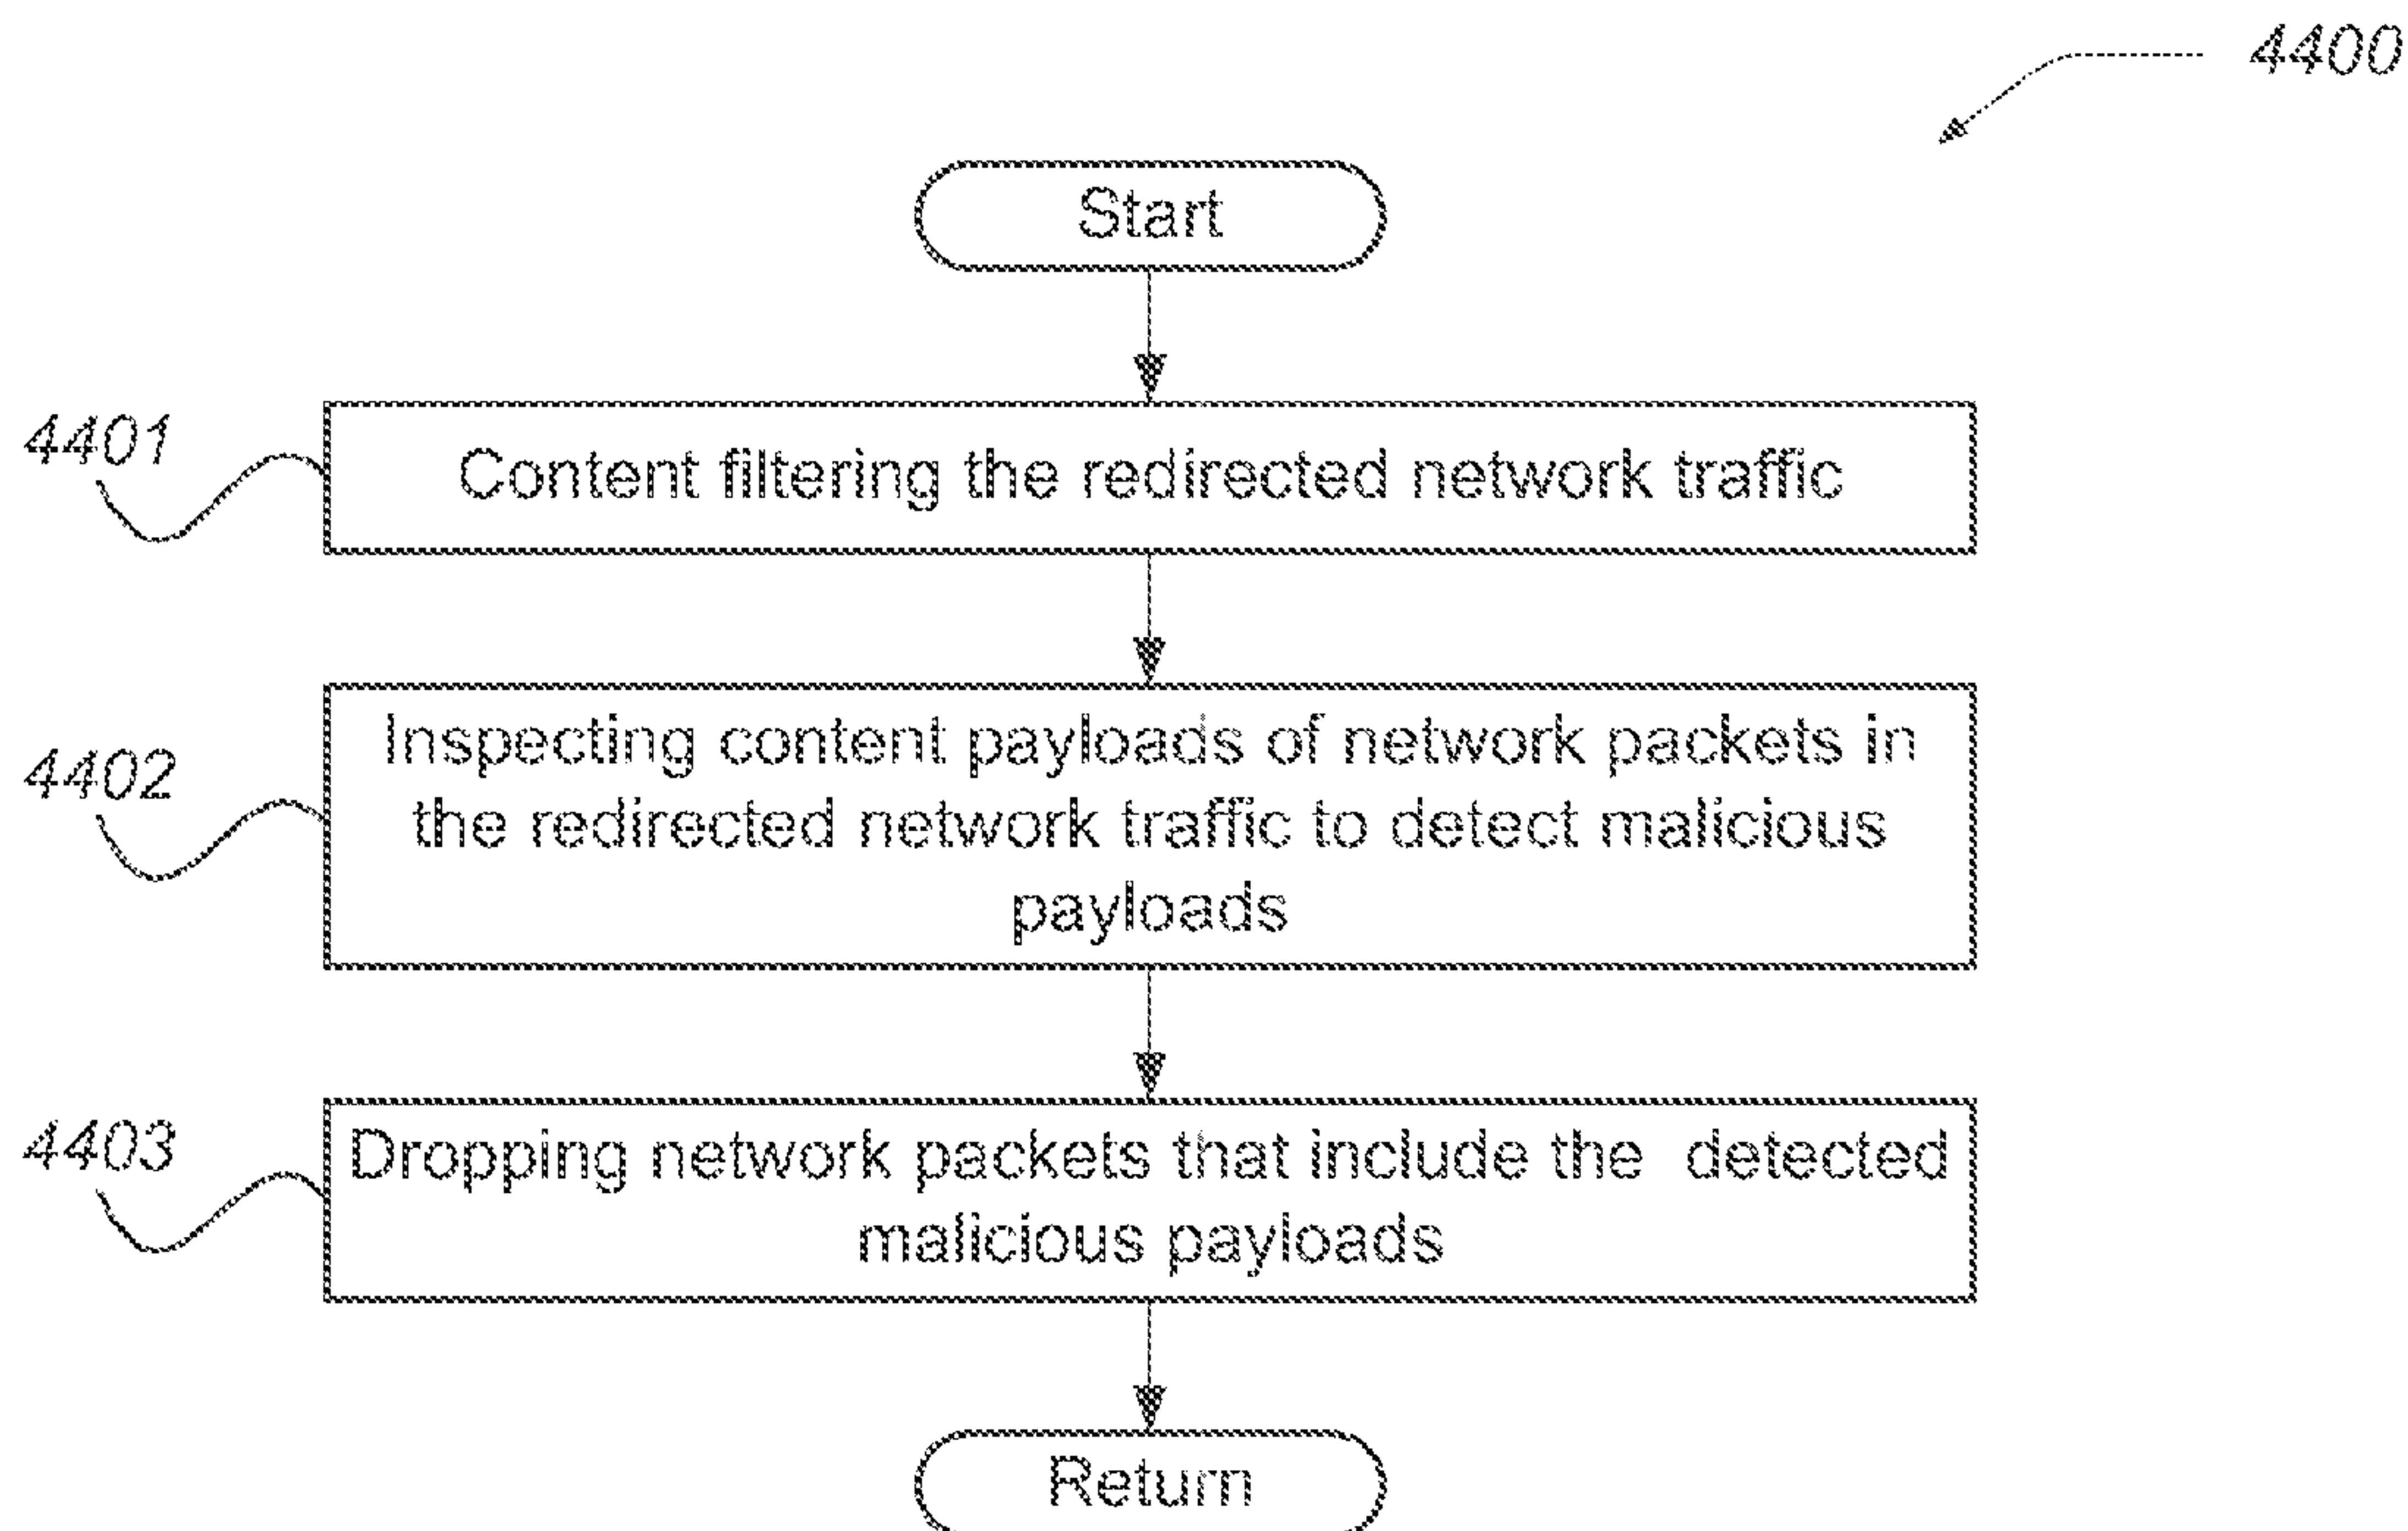 4400
Start
4401
Content filtering the redirected network traffic
4402
Inspecting content payloads of network packets in
the redirected network traffic to detect malicious
payloads
4403
Dropping network packets that include the detected
malicious payloads
Return